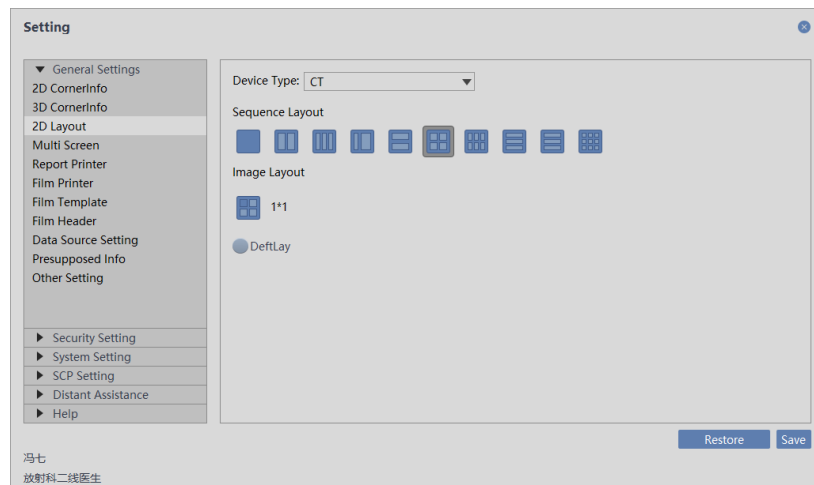 Setting
General Settings
2D CornerInfo
3D CornerInfo
2D Layout
Multi Screen
Report Printer
Film Printer
Film Template
Film Header
Data Source Setting
Presupposed Info
Other Setting
Security Setting
System Setting
SCP Setting
Distant Assistance
Help
Device Type: CT
Sequence Layout
Image Layout
1*1
DeftLay
Restore Save
冯七
放射科二线医生